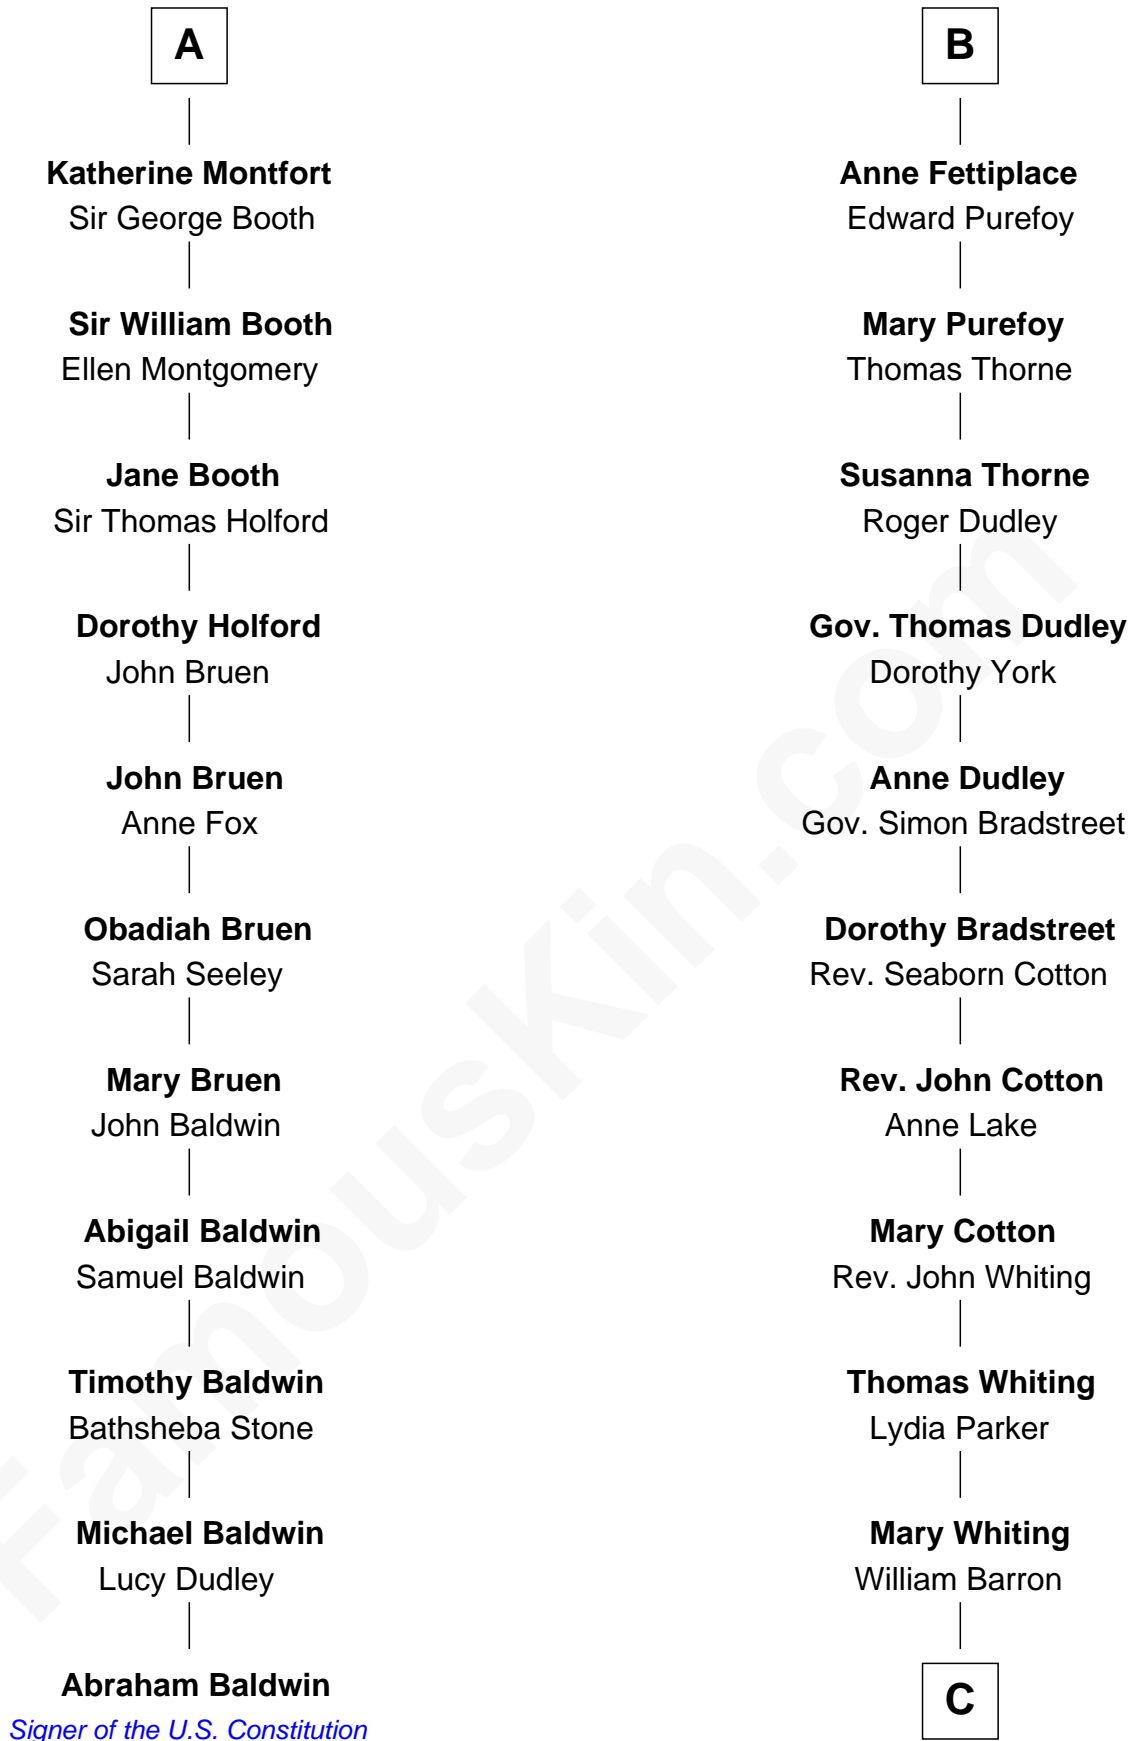 A
Katherine Montfort
Sir George Booth
Sir William Booth
Ellen Montgomery
Jane Booth
Sir Thomas Holford
Dorothy Holford
John Bruen
John Bruen
Anne Fox
Obadiah Bruen
Sarah Seeley
Mary Bruen
John Baldwin
Abigail Baldwin
Samuel Baldwin
Timothy Baldwin
Bathsheba Stone
Michael Baldwin
Lucy Dudley
Abraham Baldwin
Signer of the U.S. Constitution
B
Anne Fettiplace
Edward Purefoy
Mary Purefoy
Thomas Thorne
Susanna Thorne
Roger Dudley
Gov. Thomas Dudley
Dorothy York
Anne Dudley
Gov. Simon Bradstreet
Dorothy Bradstreet
Rev. Seaborn Cotton
Rev. John Cotton
Anne Lake
Mary Cotton
Rev. John Whiting
Thomas Whiting
Lydia Parker
Mary Whiting
William Barron
C
FamousKin.com